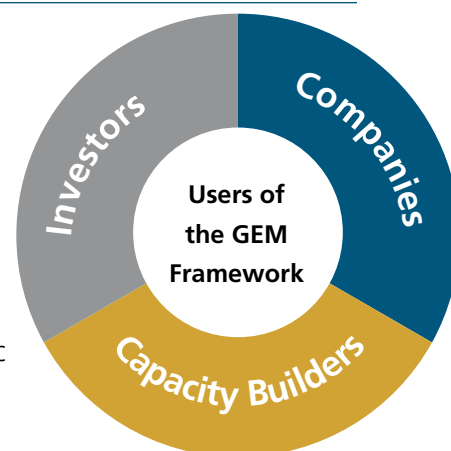 Investors
Companies
Users of
the GEM
Framework
Capacity Builders